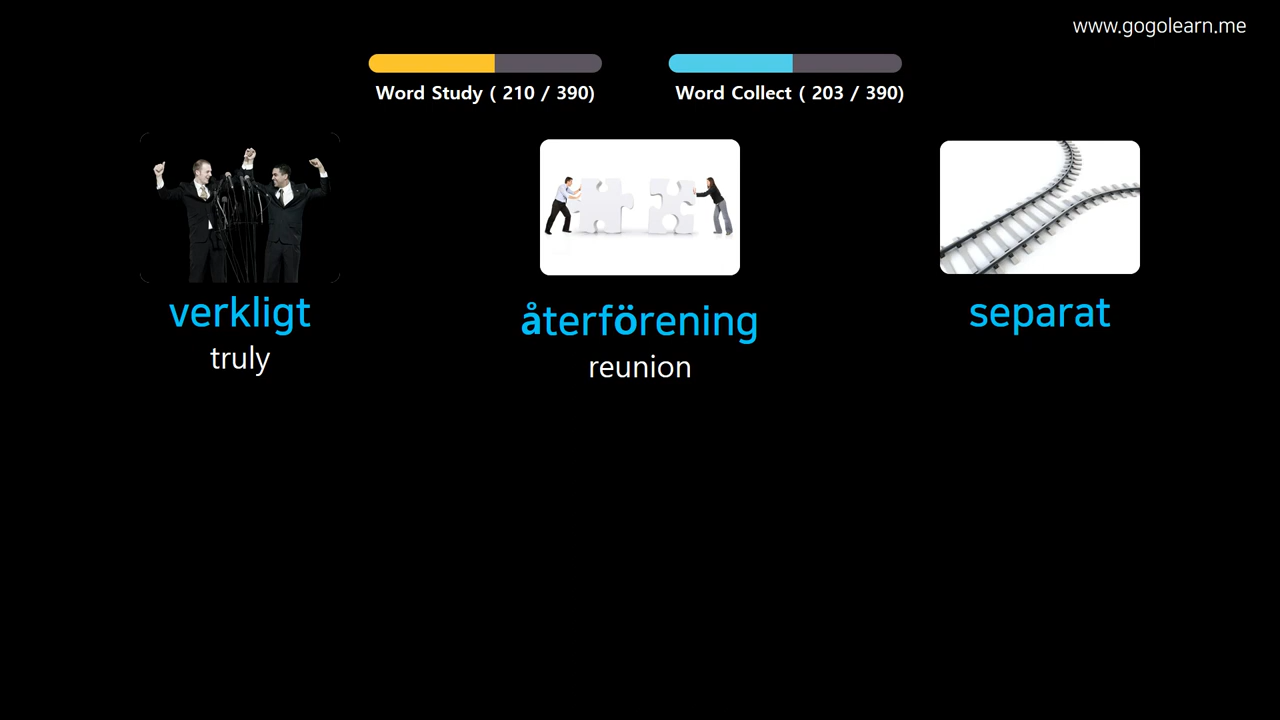 www.gogolearn.me
Word Study ( 210 / 390)
Word Collect ( 203 / 390)
verkligt
truly
återförening
reunion
separat